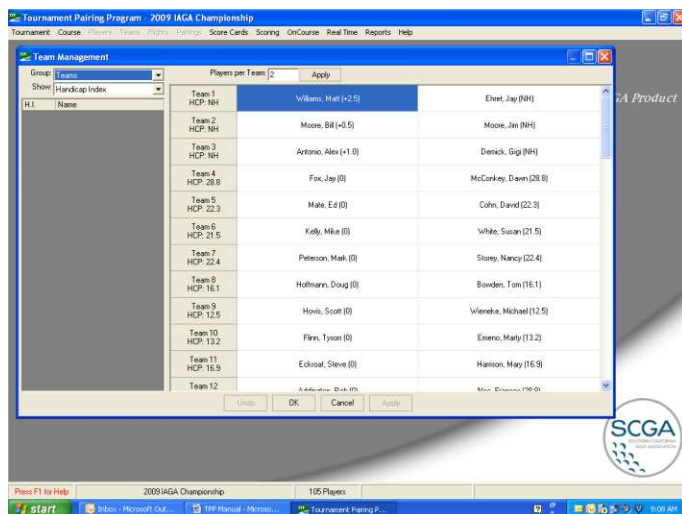 Tournament Pairing Program - 2009 IAGA Championship
Tournament Course Players Teams Flights Pairings Score Cards Scoring OnCourse Real Time Reports Help
Team Management
Group: Teams
Players per Team: 2 Apply
Show: Handicap Index
H.I. Name
GA Product
Team 1
HCP: NH
Williams, Matt (+2.5)
Ehret, Jay (NH)
Team 2
HCP: NH
Moore, Bill (+0.5)
Moore, Jim (NH)
Team 3
HCP: NH
Antonio, Alex (+1.0)
Demick, Gigi (NH)
Team 4
HCP: 28.8
Fox, Jay (0)
McConkey, Dawn (28.8)
Team 5
HCP: 22.3
Mate, Ed (0)
Cohn, David (22.3)
Team 6
HCP: 21.5
Kelly, Mike (0)
White, Susan (21.5)
Team 7
HCP: 22.4
Peterson, Mark (0)
Storey, Nancy (22.4)
Team 8
HCP: 16.1
Hoffmann, Doug (0)
Bowden, Tom (16.1)
Team 9
HCP: 12.5
Hovis, Scott (0)
Wieneke, Michael (12.5)
Team 10
HCP: 13.2
Flinn, Tyson (0)
Emeno, Marty (13.2)
Team 11
HCP: 16.9
Eckroat, Steve (0)
Harrison, Mary (16.9)
Team 12
Undo OK Cancel Apply
SCGA
SOUTHERN CALIFORNIA
GOLF ASSOCIATION
Press F1 for Help 2009 IAGA Championship 105 Players
start Inbox - Microsoft Out... TPP Manual - Microso... Tournament Pairing P... 9:06 AM